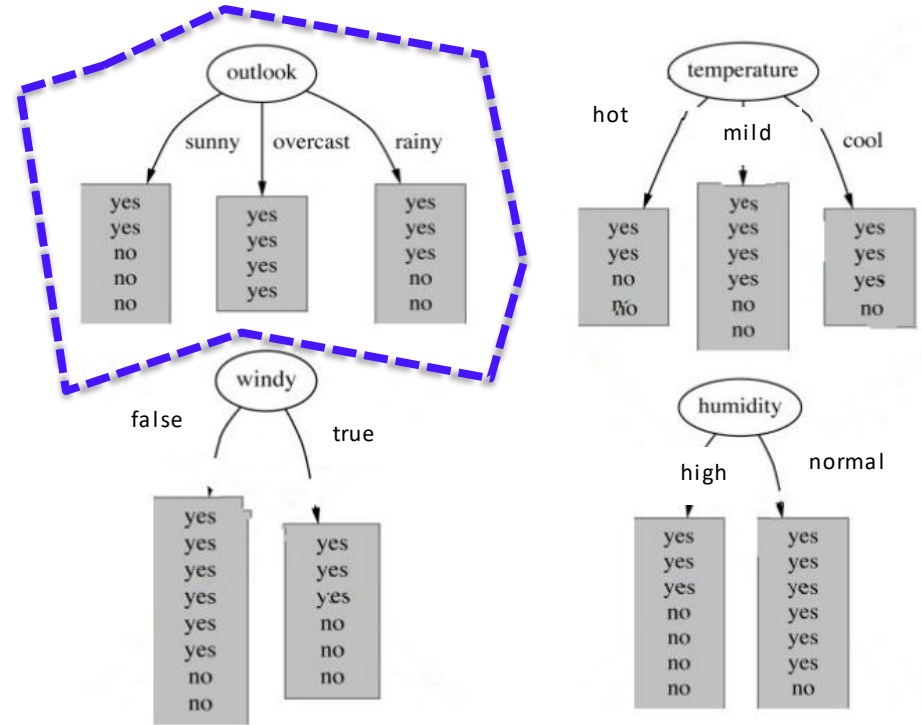 outlook
sunny overcast rainy
yes
yes
no
no
no
yes
yes
yes
yes
yes
yes
yes
no
no
temperature
hot
mild
cool
yes
yes
no
no
yes
yes
yes
yes
no
no
yes
yes
yes
no
windy
false
true
yes
yes
yes
yes
yes
yes
no
no
yes
yes
yes
no
no
no
humidity
high
normal
yes
yes
yes
no
no
no
no
yes
yes
yes
yes
yes
yes
no